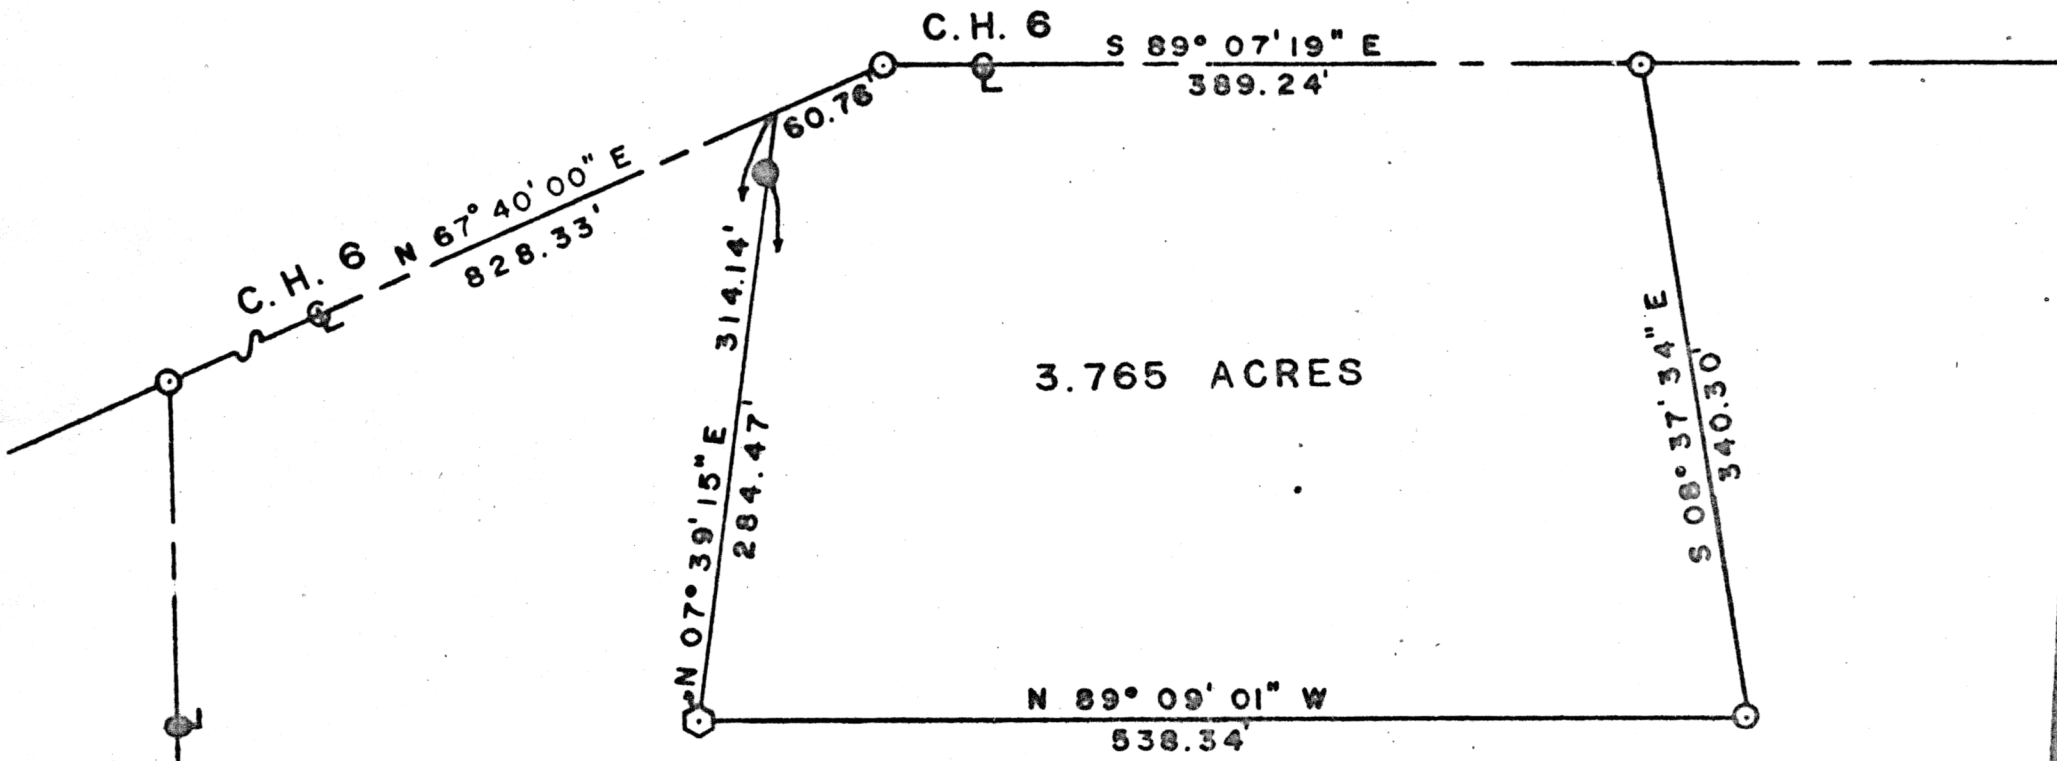 C. H. 6
S 89° 07' 19" E
389.24'
60.76'
N 67° 40' 00" E
828.33'
C. H. 6
314.14'
N 07° 39' 15" E
284.47'
3.765 ACRES
S 08° 37' 34" E
340.30'
N 89° 09' 01" W
538.34'